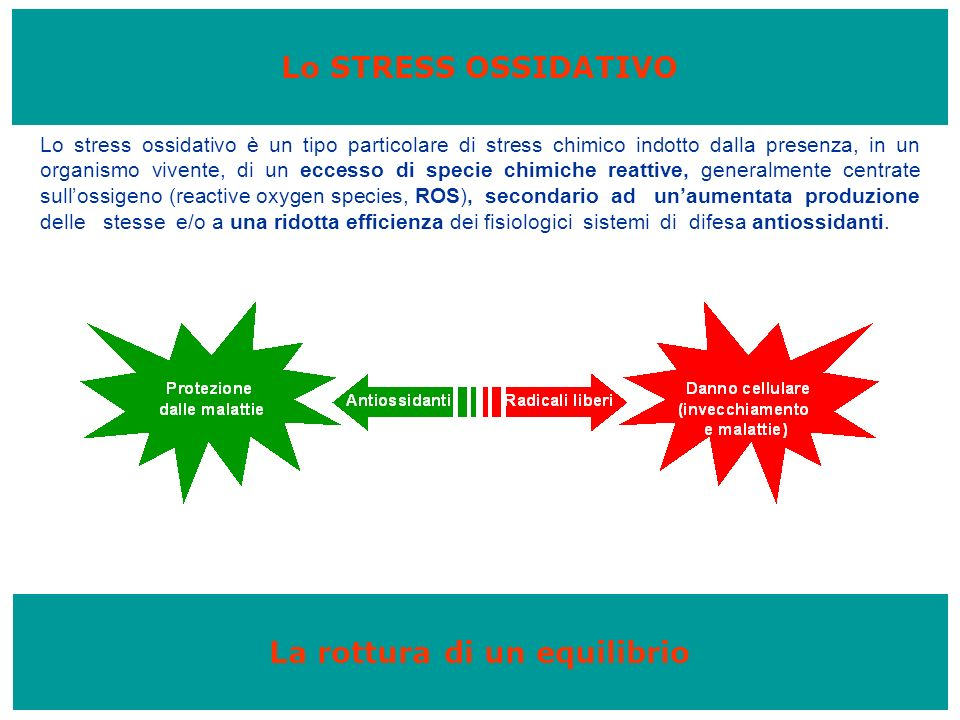 Lo STRESS OSSIDATIVO
Lo stress ossidativo è un tipo particolare di stress chimico indotto dalla presenza, in un
organismo vivente, di un eccesso di specie chimiche reattive, generalmente centrate
sull’ossigeno (reactive oxygen species, ROS), secondario ad un’aumentata produzione
delle stesse e/o a una ridotta efficienza dei fisiologici sistemi di difesa antiossidanti.
Protezione
dalle malattie
Antiossidanti
Radicali liberi
Danno cellulare
(invecchiamento
e malattie)
La rottura di un equilibrio